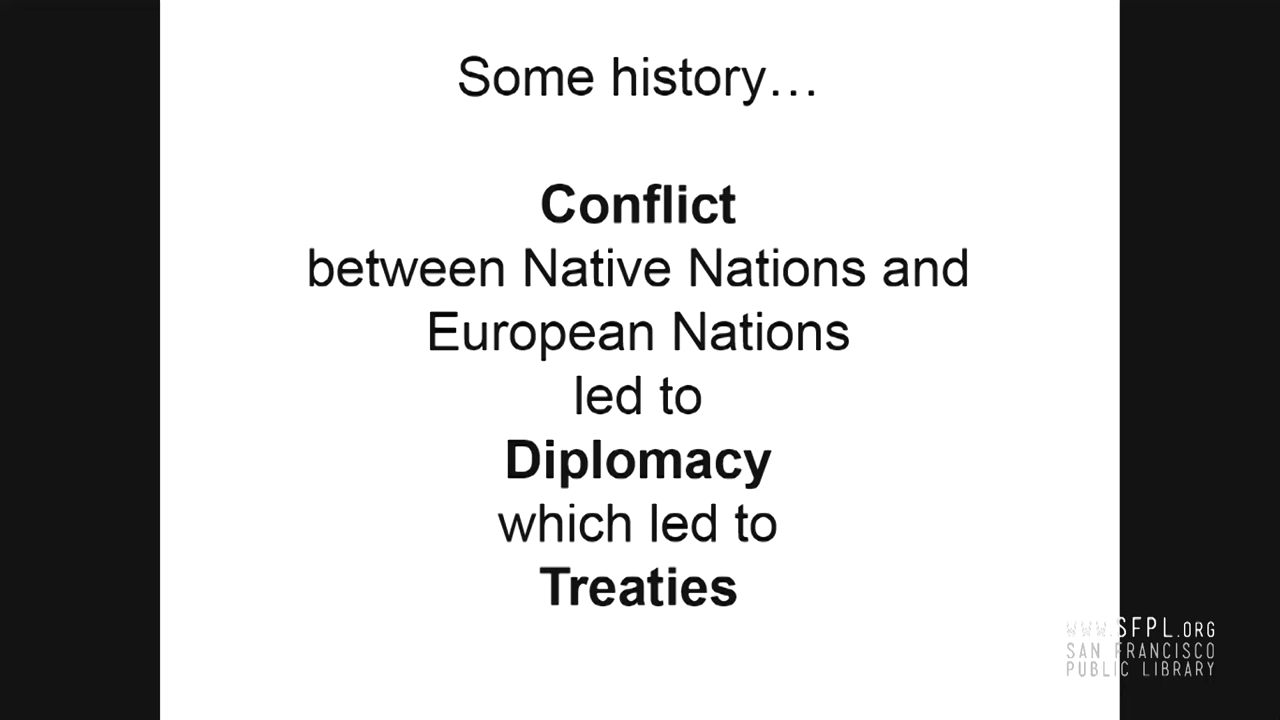 Some history…
Conflict
between Native Nations and
European Nations
led to
Diplomacy
which led to
Treaties
WWW.SFPL.ORG
SAN FRANCISCO
PUBLIC LIBRARY